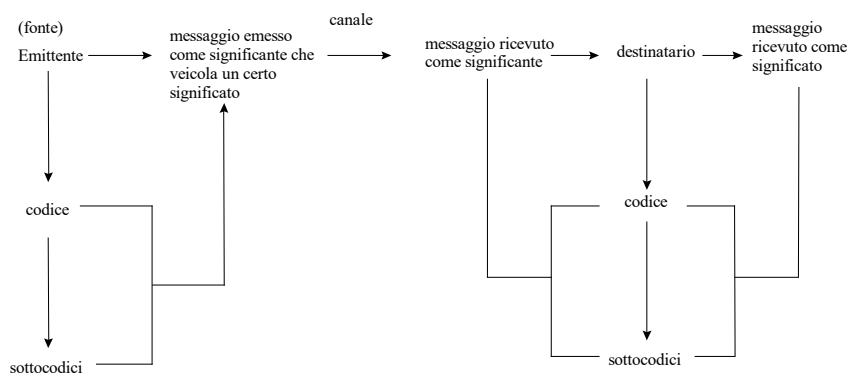 (fonte)
Emittente
messaggio emesso
come significante che
veicola un certo
significato
canale
messaggio ricevuto
come significante
destinatario
messaggio
ricevuto come
significato
codice
sottocodici
codice
sottocodici